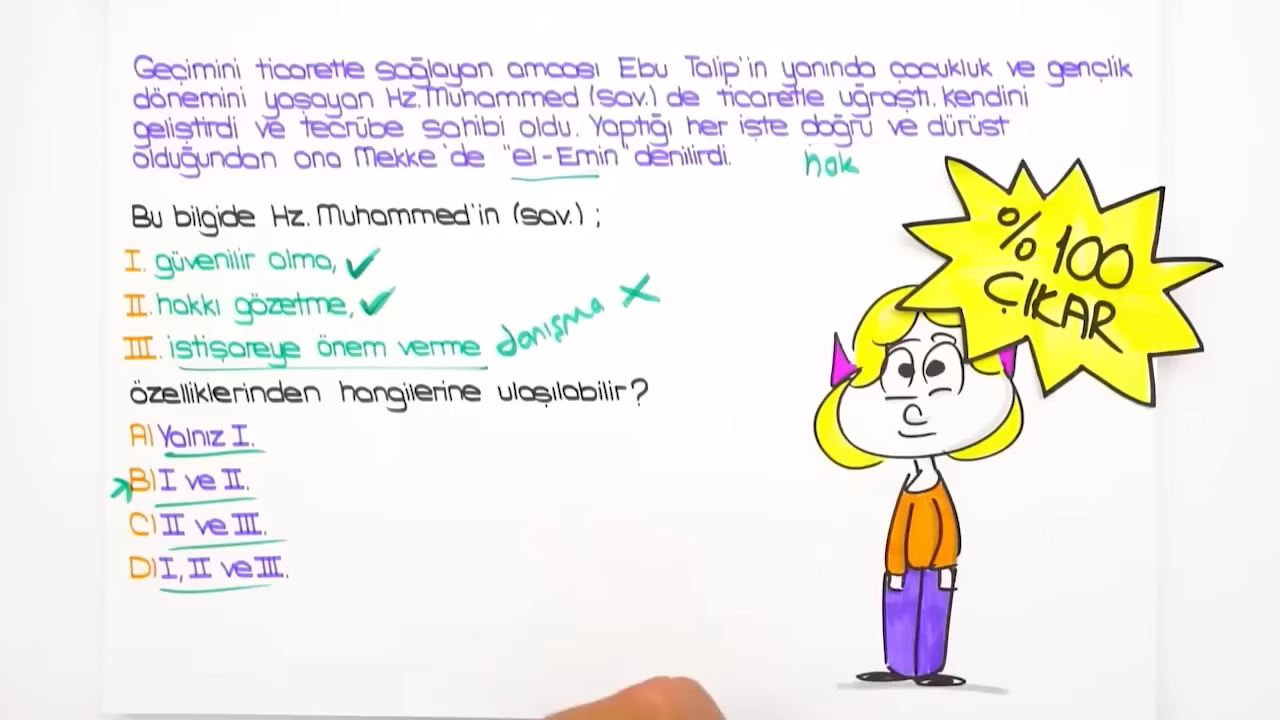 Geçimini ticaretle sağlayan amcası Ebu Talip'in yanında çocukluk ve gençlik
dönemini yaşayan Hz. Muhammed (sav.) de ticaretle uğraştı. Kendini
geliştirdi ve tecrübe sahibi oldu. Yaptığı her işte doğru ve dürüst
olduğundan ona Mekke'de "el-Emin" denilirdi.
hak
Bu bilgide Hz. Muhammed'in (sav.) ;
I. güvenilir olma, ✓
II. hakkı gözetme, ✓
III. istişareye önem verme danışma X
özelliklerinden hangilerine ulaşılabilir?
A) Yalnız I.
B) I ve II.
C) II ve III.
D) I, II ve III.
% 100
ÇIKAR